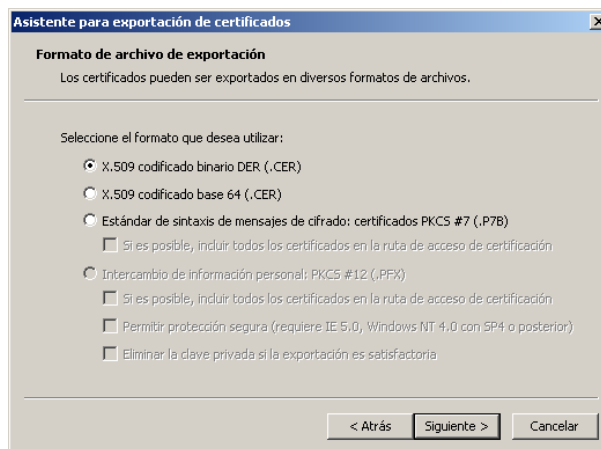 Asistente para exportación de certificados
Formato de archivo de exportación
Los certificados pueden ser exportados en diversos formatos de archivos.
Seleccione el formato que desea utilizar:
X.509 codificado binario DER (.CER)
X.509 codificado base 64 (.CER)
Estándar de sintaxis de mensajes de cifrado: certificados PKCS #7 (.P7B)
Si es posible, incluir todos los certificados en la ruta de acceso de certificación
Intercambio de información personal: PKCS #12 (.PFX)
Si es posible, incluir todos los certificados en la ruta de acceso de certificación
Permitir protección segura (requiere IE 5.0, Windows NT 4.0 con SP4 o posterior)
Eliminar la clave privada si la exportación es satisfactoria
< Atrás Siguiente > Cancelar